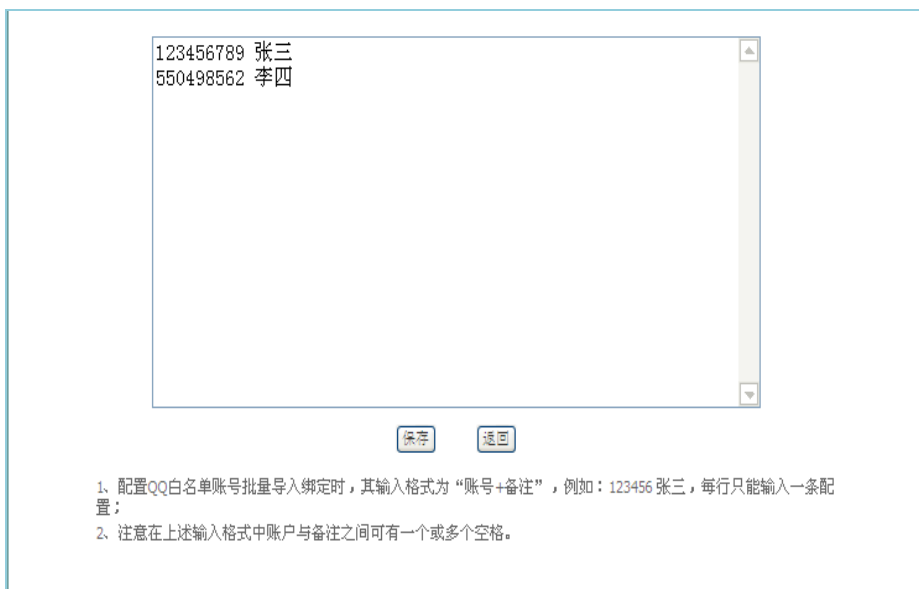 123456789 张三
550498562 李四
保存 返回
1、配置QQ白名单账号批量导入绑定时，其输入格式为“账号+备注”，例如：123456 张三，每行只能输入一条配
置；
2、注意在上述输入格式中账户与备注之间可有一个或多个空格。